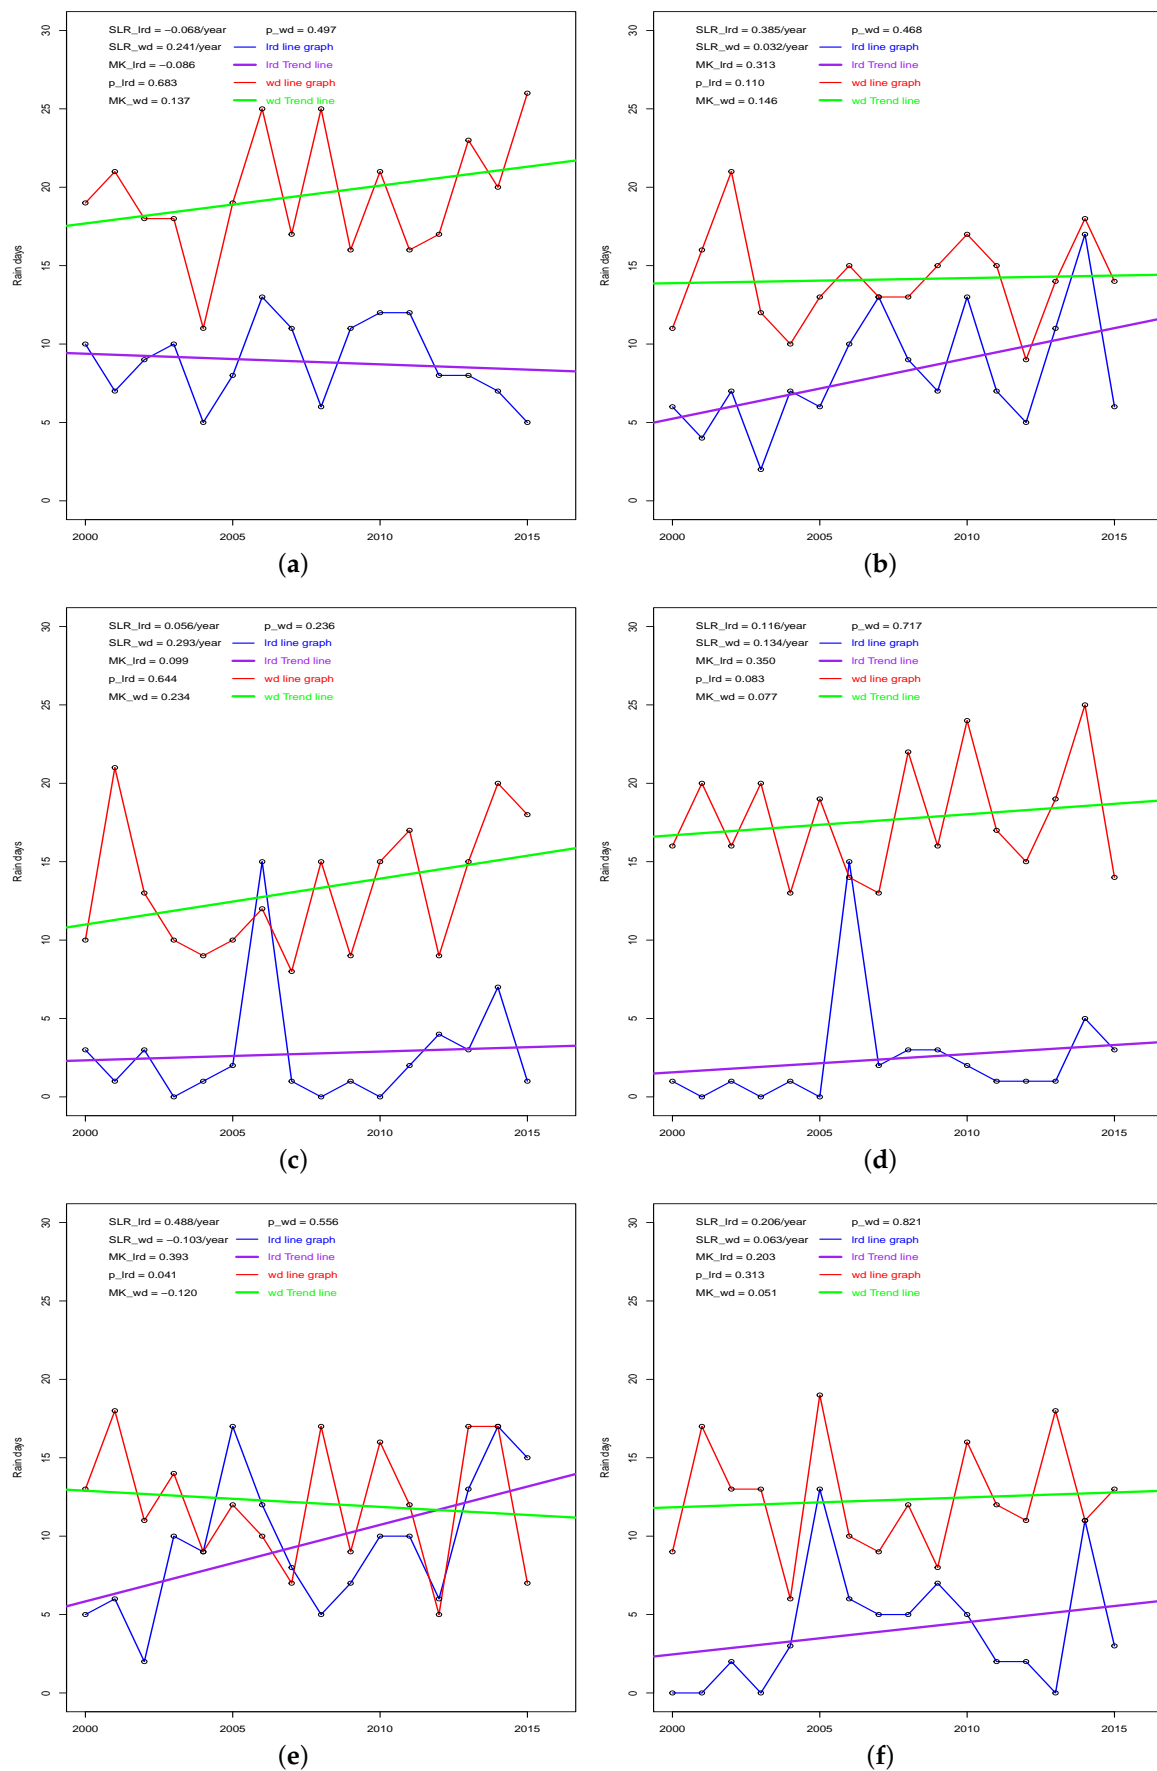 SLR_lrd = −0.068/year p_wd = 0.497
SLR_wd = 0.241/year lrd line graph
MK_lrd = −0.086 lrd Trend line
p_lrd = 0.683 wd line graph
MK_wd = 0.137 wd Trend line
Rain days
30
25
20
15
10
5
0
2000 2005 2010 2015
(a)
SLR_lrd = 0.385/year p_wd = 0.468
SLR_wd = 0.032/year lrd line graph
MK_lrd = 0.313 lrd Trend line
p_lrd = 0.110 wd line graph
MK_wd = 0.146 wd Trend line
Rain days
30
25
20
15
10
5
0
2000 2005 2010 2015
(b)
SLR_lrd = 0.056/year p_wd = 0.236
SLR_wd = 0.293/year lrd line graph
MK_lrd = 0.099 lrd Trend line
p_lrd = 0.644 wd line graph
MK_wd = 0.234 wd Trend line
Rain days
30
25
20
15
10
5
0
2000 2005 2010 2015
(c)
SLR_lrd = 0.116/year p_wd = 0.717
SLR_wd = 0.134/year lrd line graph
MK_lrd = 0.350 lrd Trend line
p_lrd = 0.083 wd line graph
MK_wd = 0.077 wd Trend line
Rain days
30
25
20
15
10
5
0
2000 2005 2010 2015
(d)
SLR_lrd = 0.488/year p_wd = 0.556
SLR_wd = −0.103/year lrd line graph
MK_lrd = 0.393 lrd Trend line
p_lrd = 0.041 wd line graph
MK_wd = −0.120 wd Trend line
Rain days
30
25
20
15
10
5
0
2000 2005 2010 2015
(e)
SLR_lrd = 0.206/year p_wd = 0.821
SLR_wd = 0.063/year lrd line graph
MK_lrd = 0.203 lrd Trend line
p_lrd = 0.313 wd line graph
MK_wd = 0.051 wd Trend line
Rain days
30
25
20
15
10
5
0
2000 2005 2010 2015
(f)